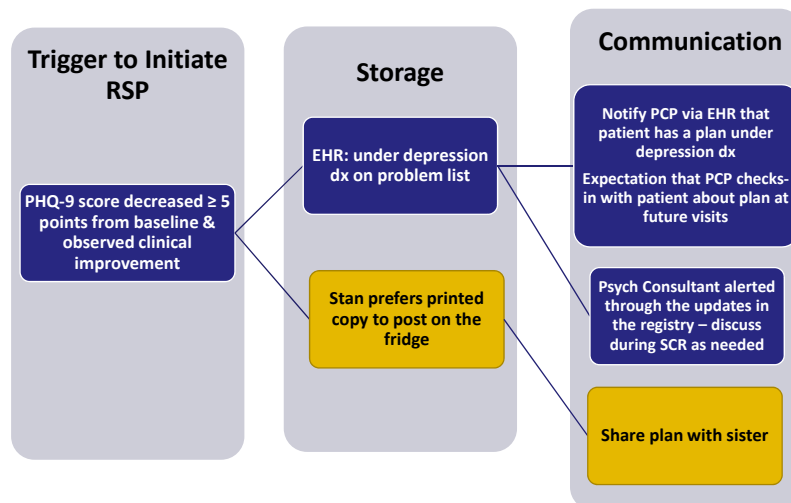 Trigger to Initiate
RSP
PHQ-9 score decreased ≥ 5
points from baseline &
observed clinical
improvement
Storage
EHR: under depression
dx on problem list
Stan prefers printed
copy to post on the
fridge
Communication
Notify PCP via EHR that
patient has a plan under
depression dx
Expectation that PCP checks-
in with patient about plan at
future visits
Psych Consultant alerted
through the updates in
the registry – discuss
during SCR as needed
Share plan with sister